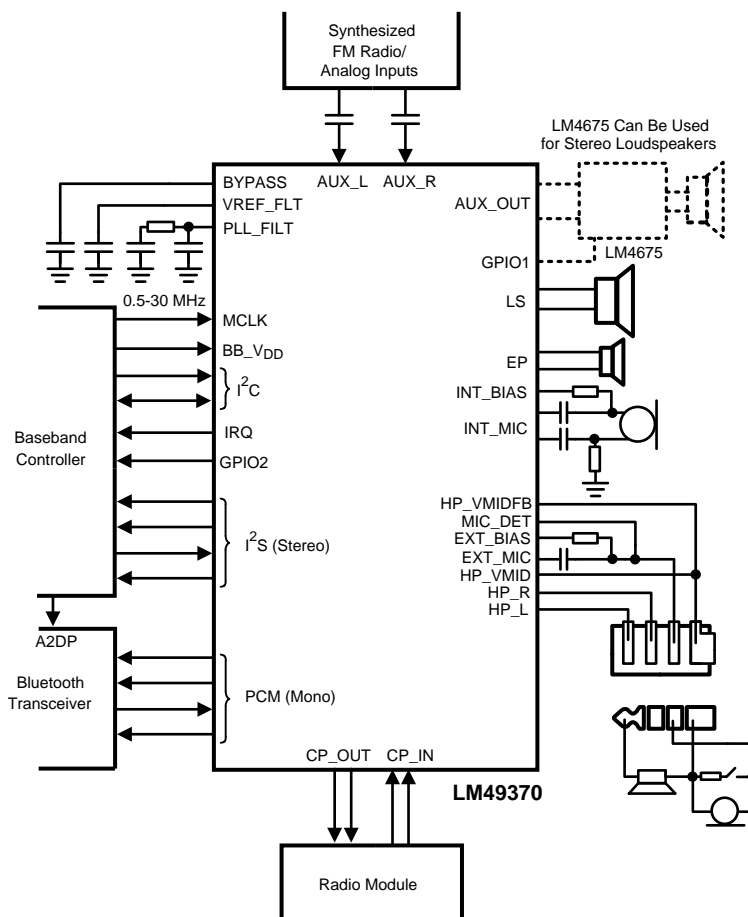 Synthesized
FM Radio/
Analog Inputs
LM4675 Can Be Used
for Stereo Loudspeakers
BYPASS
AUX_L
AUX_R
VREF_FLT
AUX_OUT
PLL_FILT
LM4675
GPIO1
0.5-30 MHz
LS
MCLK
BB_VDD
EP
I2C
INT_BIAS
INT_MIC
IRQ
Baseband
Controller
GPIO2
HP_VMIDFB
MIC_DET
EXT_BIAS
I2S (Stereo)
EXT_MIC
HP_VMID
HP_R
HP_L
A2DP
Bluetooth
Transceiver
PCM (Mono)
CP_OUT
CP_IN
LM49370
Radio Module